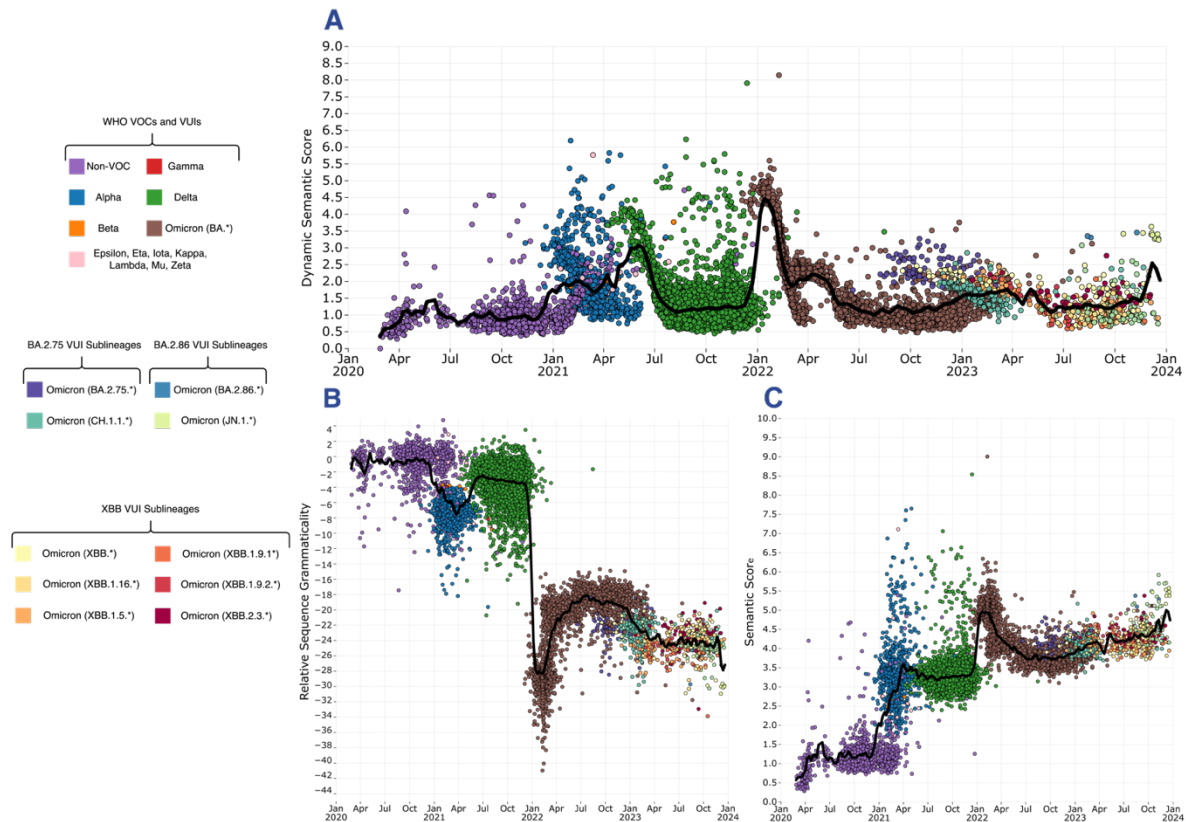 A
WHO VOCs and VUIs
Non-VOC
Gamma
Alpha
Delta
Beta
Omicron (BA.*)
Epsilon, Eta, Iota, Kappa,
Lambda, Mu, Zeta
BA.2.75 VUI Sublineages
BA.2.86 VUI Sublineages
Omicron (BA.2.75.*)
Omicron (BA.2.86.*)
Omicron (CH.1.1.*)
Omicron (JN.1.*)
XBB VUI Sublineages
Omicron (XBB.*)
Omicron (XBB.1.9.1*)
Omicron (XBB.1.16.*)
Omicron (XBB.1.9.2.*)
Omicron (XBB.1.5.*)
Omicron (XBB.2.3.*)
Dynamic Semantic Score
9.0
8.5
8.0
7.5
7.0
6.5
6.0
5.5
5.0
4.5
4.0
3.5
3.0
2.5
2.0
1.5
1.0
0.5
0.0
Jan Apr Jul Oct Jan Apr Jul Oct Jan Apr Jul Oct Jan Apr Jul Oct Jan
2020 2021 2022 2023 2024
B
Relative Sequence Grammaticality
4
2
0
−2
−4
−6
−8
−10
−12
−14
−16
−18
−20
−22
−24
−26
−28
−30
−32
−34
−36
−38
−40
−42
−44
Jan Apr Jul Oct Jan Apr Jul Oct Jan Apr Jul Oct Jan Apr Jul Oct Jan
2020 2021 2022 2023 2024
C
Semantic Score
10.0
9.5
9.0
8.5
8.0
7.5
7.0
6.5
6.0
5.5
5.0
4.5
4.0
3.5
3.0
2.5
2.0
1.5
1.0
0.5
0.0
Jan Apr Jul Oct Jan Apr Jul Oct Jan Apr Jul Oct Jan Apr Jul Oct Jan
2020 2021 2022 2023 2024